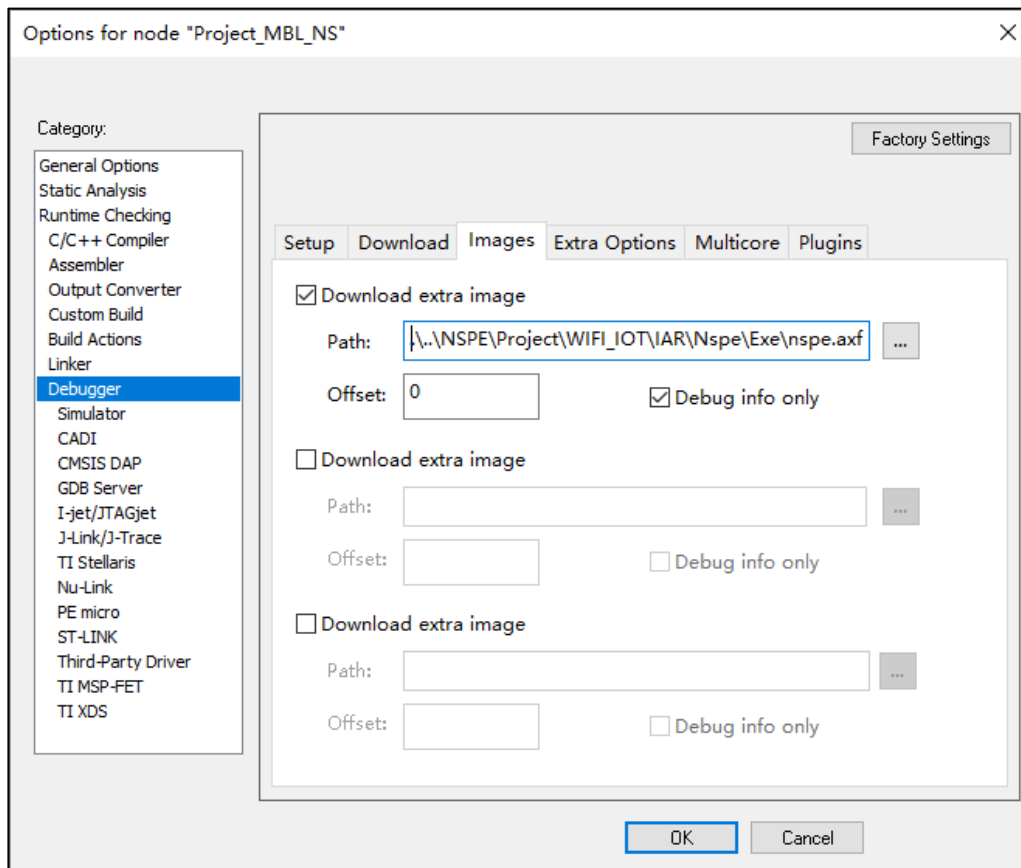 Options for node "Project_MBL_NS"
Category:
General Options
Static Analysis
Runtime Checking
C/C++ Compiler
Assembler
Output Converter
Custom Build
Build Actions
Linker
Debugger
Simulator
CADI
CMSIS DAP
GDB Server
I-jet/JTAGjet
J-Link/J-Trace
TI Stellaris
Nu-Link
PE micro
ST-LINK
Third-Party Driver
TI MSP-FET
TI XDS
Factory Settings
Setup Download Images Extra Options Multicore Plugins
Download extra image
Path: .\..\NSPE\Project\WIFI_IOT\IAR\Nspe\Exe\nspe.axf ...
Offset: 0 Debug info only
Download extra image
Path: ...
Offset: Debug info only
Download extra image
Path: ...
Offset: Debug info only
OK Cancel